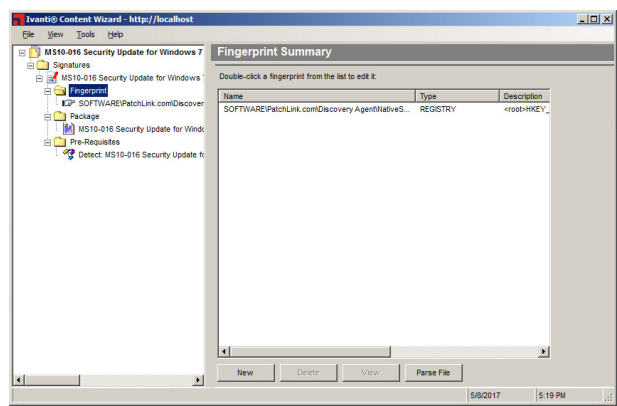 Ivanti® Content Wizard - http://localhost
File View Tools Help
MS10-016 Security Update for Windows 7
Signatures
MS10-016 Security Update for Windows
Fingerprint
SOFTWARE\PatchLink.com\Discover
Package
MS10-016 Security Update for Windo
Pre-Requisites
Detect: MS10-016 Security Update fo
Fingerprint Summary
Double-click a fingerprint from the list to edit it:
Name Type Description
SOFTWARE\PatchLink.com\Discovery Agent\NativeS... REGISTRY <root>HKEY_
New Delete View Parse File
5/8/2017 5:19 PM